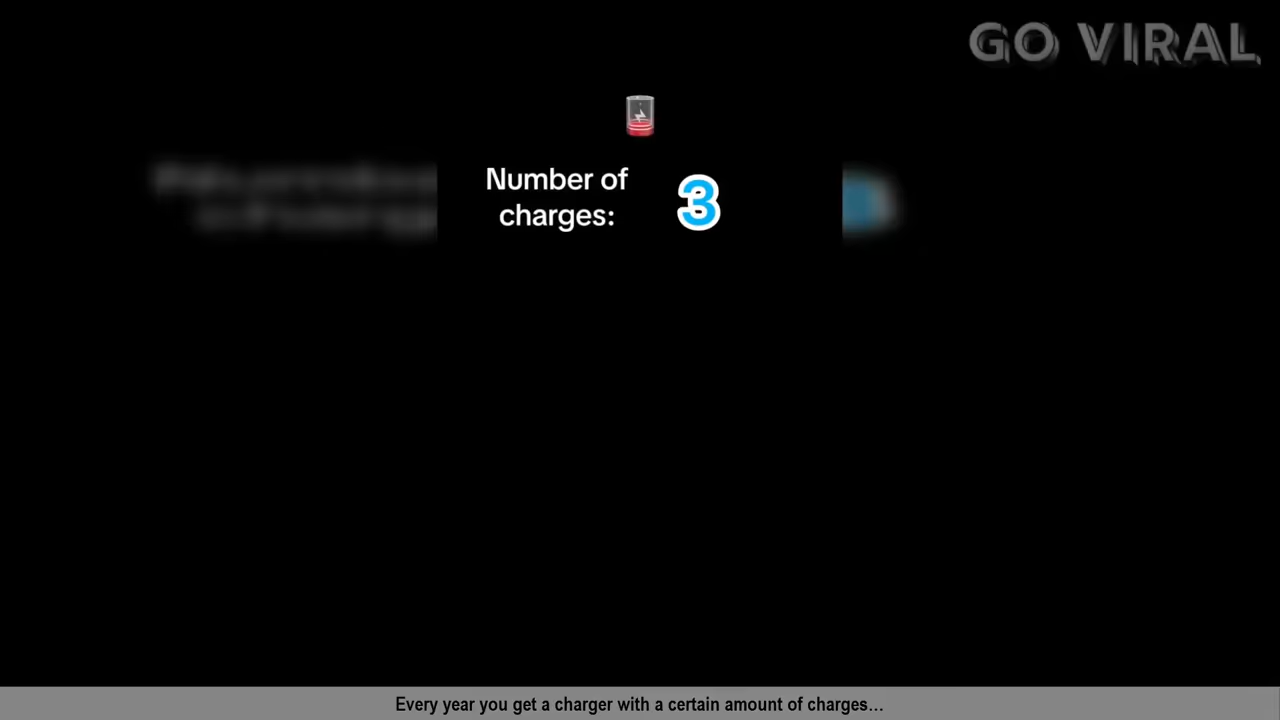 GO VIRAL
Number of
charges:
3
Every year you get a charger with a certain amount of charges...